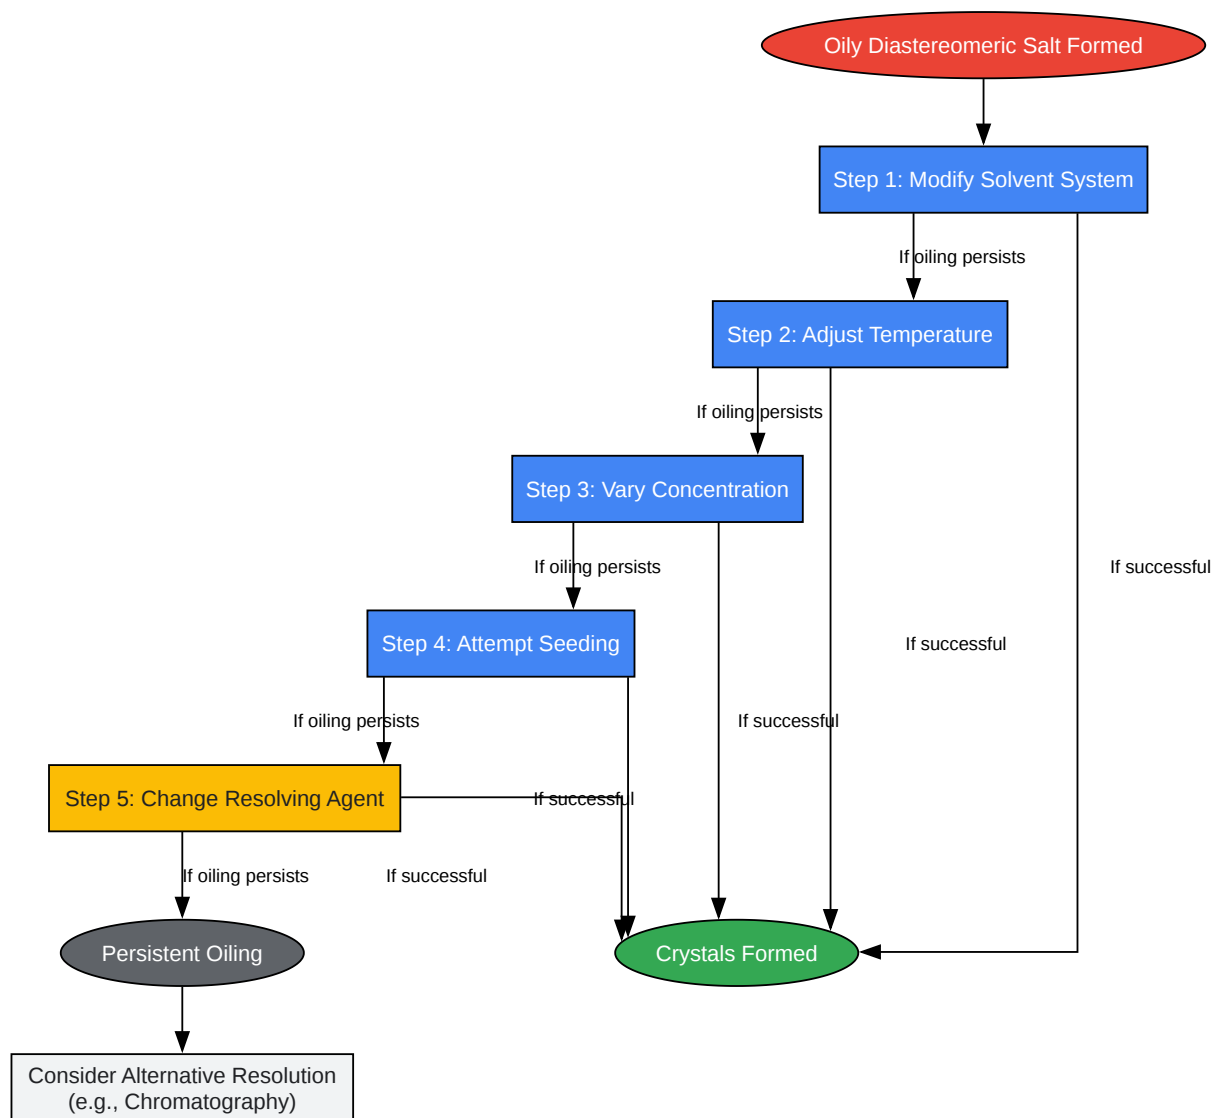 Oily Diastereomeric Salt Formed
Step 1: Modify Solvent System
If oiling persists
Step 2: Adjust Temperature
If oiling persists
Step 3: Vary Concentration
If oiling persists
If successful
Step 4: Attempt Seeding
If successful
If oiling persists
If successful
Step 5: Change Resolving Agent
If successful
If oiling persists
If successful
Persistent Oiling
Crystals Formed
Consider Alternative Resolution
(e.g., Chromatography)